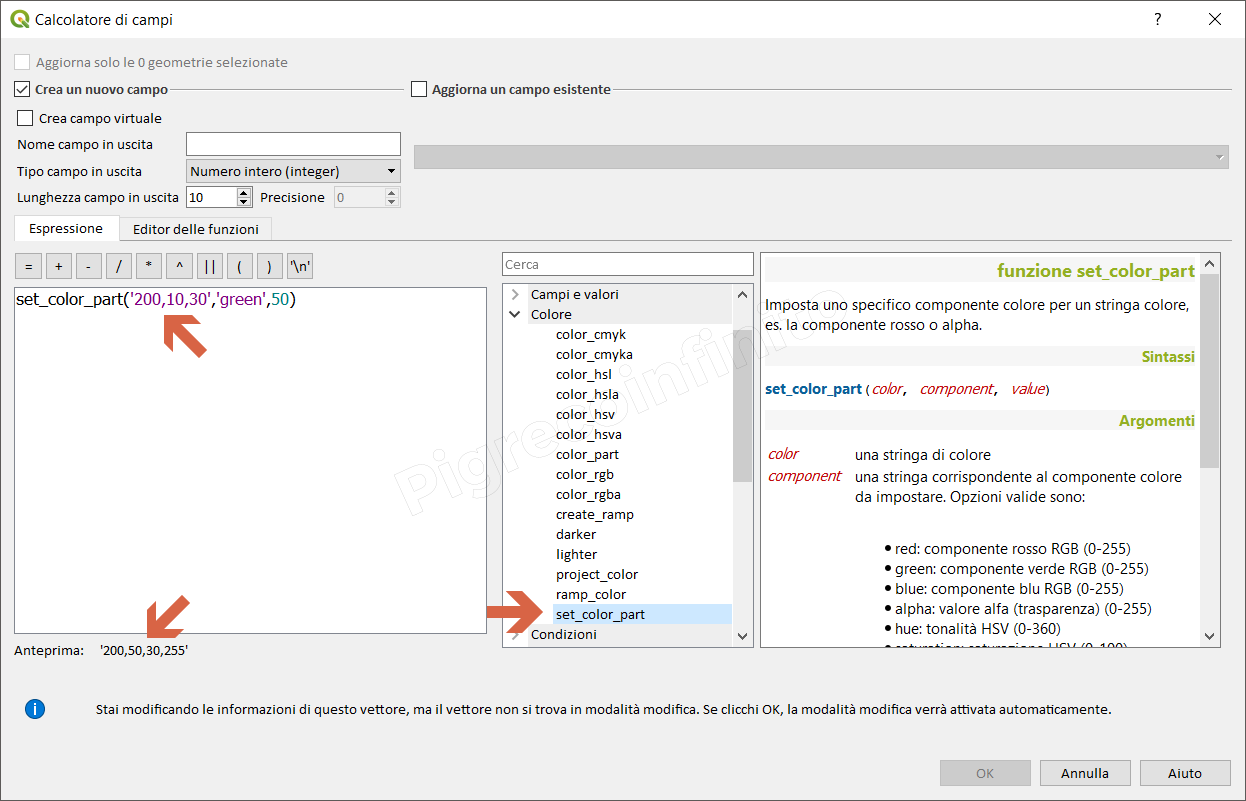 Calcolatore di campi
?
Aggiorna solo le 0 geometrie selezionate
Crea un nuovo campo
Aggiorna un campo esistente
Crea campo virtuale
Nome campo in uscita
Tipo campo in uscita
Numero intero (integer)
Lunghezza campo in uscita
10
Precisione
0
Espressione
Editor delle funzioni
= + - / * ^ || ( ) '\n'
set_color_part('200,10,30','green',50)
Anteprima: '200,50,30,255'
Cerca
Campi e valori
Colore
color_cmyk
color_cmyka
color_hsl
color_hsla
color_hsv
color_hsva
color_part
color_rgb
color_rgba
create_ramp
darker
lighter
project_color
ramp_color
set_color_part
Condizioni
funzione set_color_part
Imposta uno specifico componente colore per un stringa colore,
es. la componente rosso o alpha.
Sintassi
set_color_part(color, component, value)
Argomenti
color una stringa di colore
component una stringa corrispondente al componente colore
da impostare. Opzioni valide sono:
• red: componente rosso RGB (0-255)
• green: componente verde RGB (0-255)
• blue: componente blu RGB (0-255)
• alpha: valore alfa (trasparenza) (0-255)
• hue: tonalità HSV (0-360)
• saturation: saturazione HSV (0-100)
Pigrecoinfinito
Stai modificando le informazioni di questo vettore, ma il vettore non si trova in modalità modifica. Se clicchi OK, la modalità modifica verrà attivata automaticamente.
OK
Annulla
Aiuto